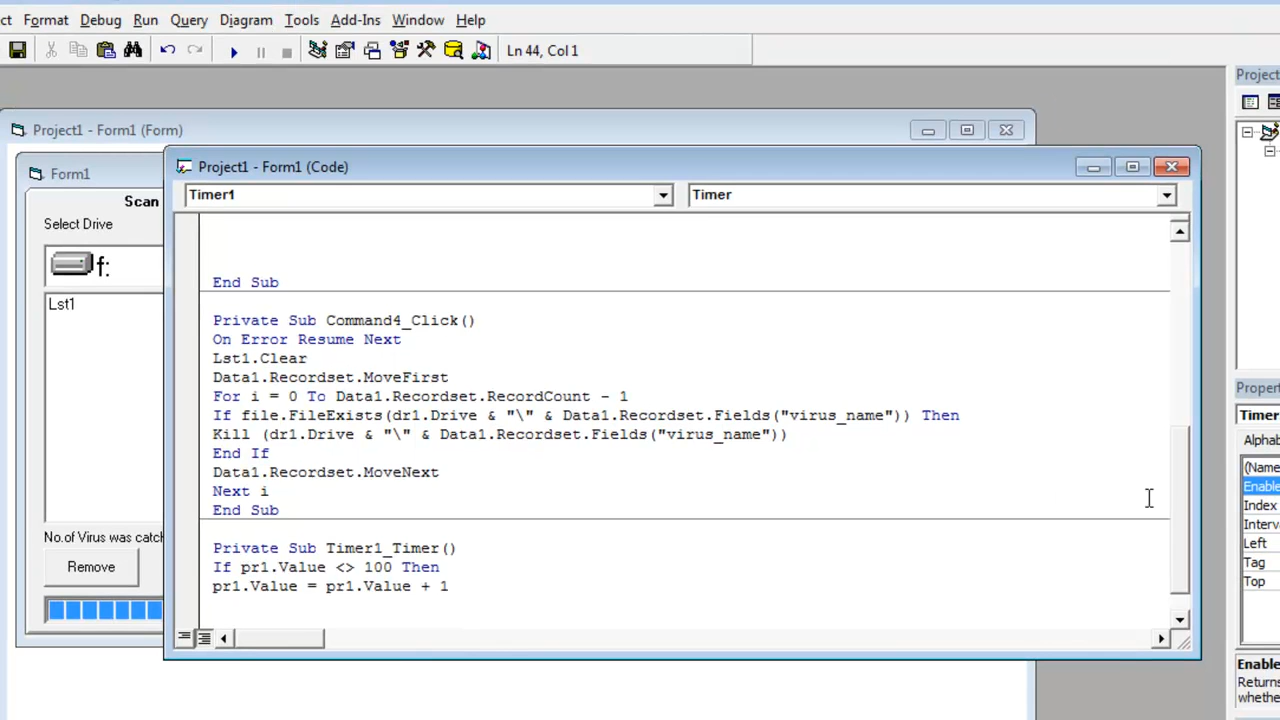 Format Debug Run Query Diagram Tools Add-Ins Window Help
Ln 44, Col 1
Project
Project1 - Form1 (Form)
Form1
Scan
Select Drive
f:
Lst1
No.of Virus was catch
Remove
Project1 - Form1 (Code)
Timer1 Timer
End Sub
Private Sub Command4_Click()
On Error Resume Next
Lst1.Clear
Data1.Recordset.MoveFirst
For i = 0 To Data1.Recordset.RecordCount - 1
If file.FileExists(dr1.Drive & "\" & Data1.Recordset.Fields("virus_name")) Then
Kill (dr1.Drive & "\" & Data1.Recordset.Fields("virus_name"))
End If
Data1.Recordset.MoveNext
Next i
End Sub
Private Sub Timer1_Timer()
If pr1.Value <> 100 Then
pr1.Value = pr1.Value + 1
Propert
Timer
Alphab
(Name
Enable
Index
Interv
Left
Tag
Top
Enable
Returns
whethe